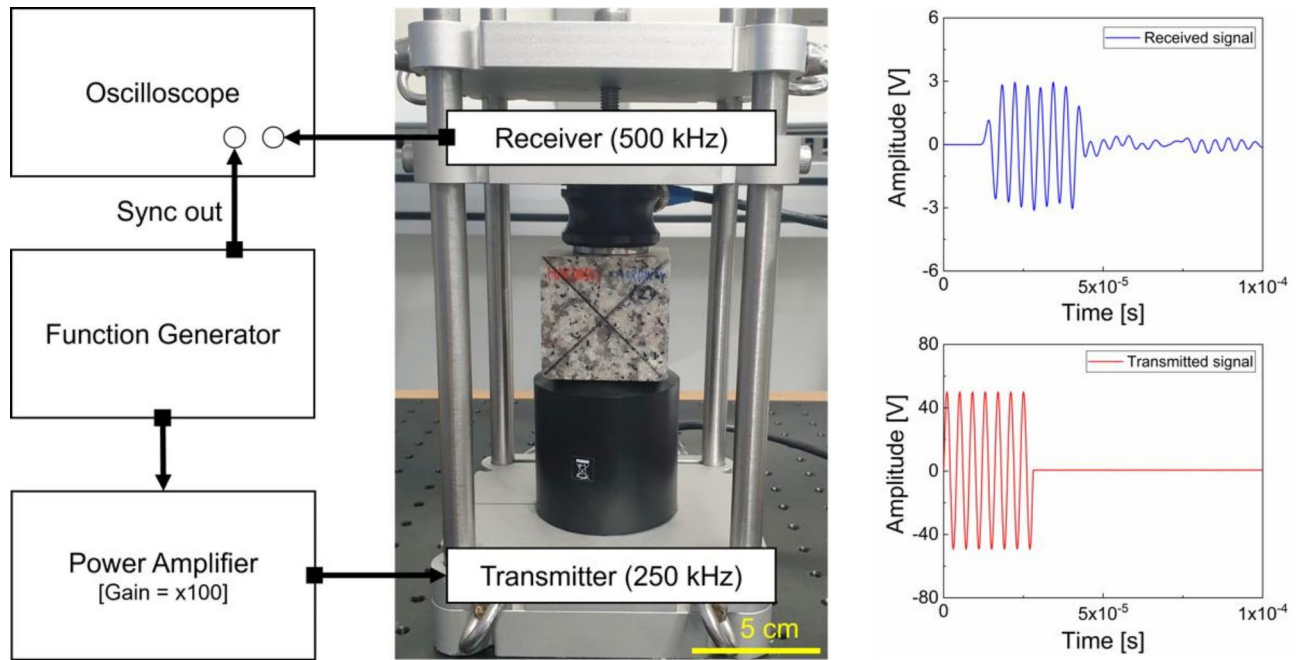 Oscilloscope
Sync out
Function Generator
Power Amplifier
[Gain = x100]
Receiver (500 kHz)
Transmitter (250 kHz)
5 cm
Received signal
Amplitude [V]
6
3
0
-3
-6
0
5x10⁻⁵
1x10⁻⁴
Time [s]
Transmitted signal
Amplitude [V]
80
40
0
-40
-80
0
5x10⁻⁵
1x10⁻⁴
Time [s]